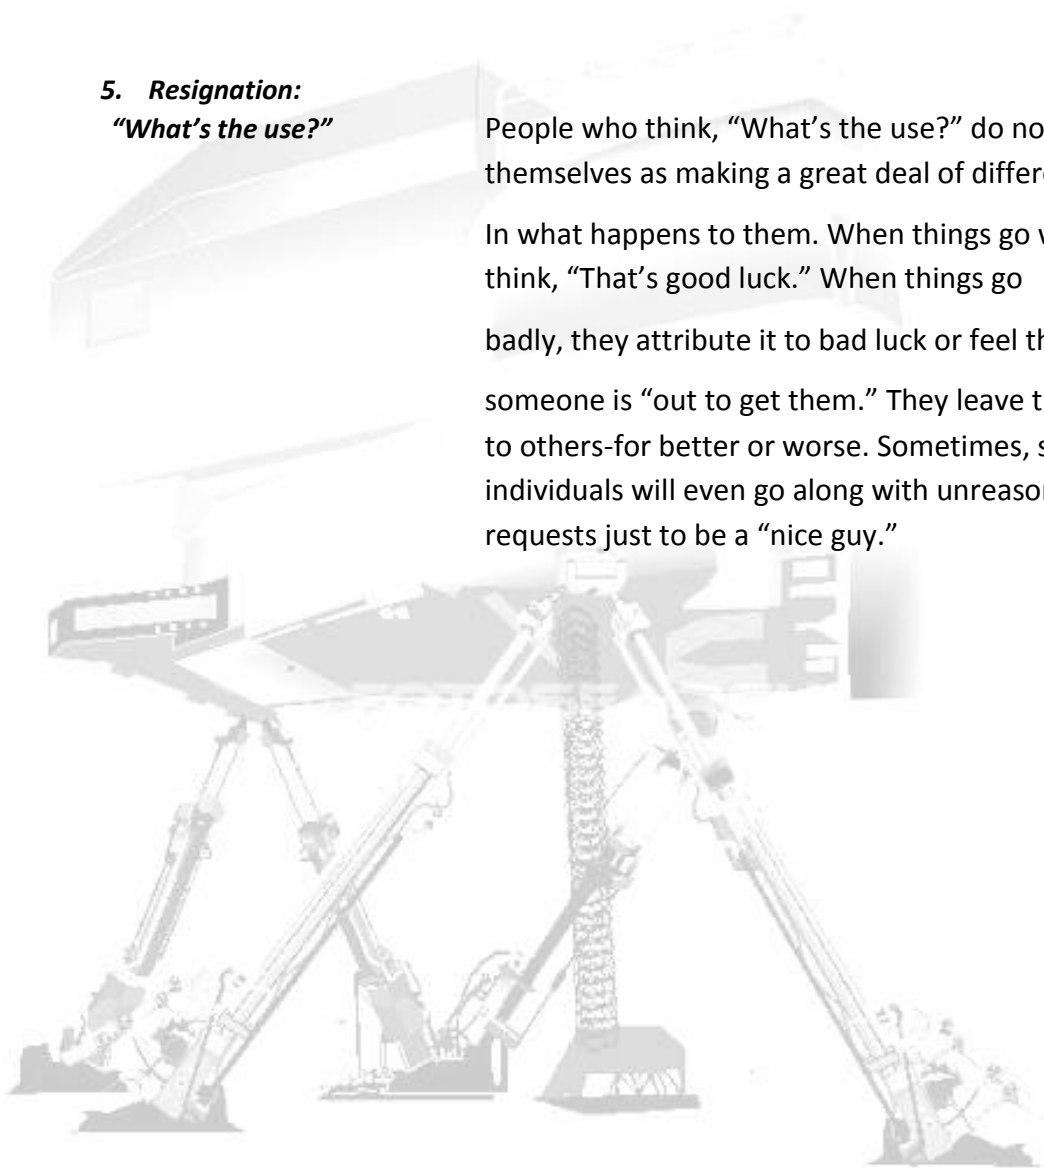 5. Resignation:
“What’s the use?”
People who think, “What’s the use?” do no
themselves as making a great deal of differe
In what happens to them. When things go
think, “That’s good luck.” When things go
badly, they attribute it to bad luck or feel th
someone is “out to get them.” They leave t
to others-for better or worse. Sometimes, s
individuals will even go along with unreason
requests just to be a “nice guy.”